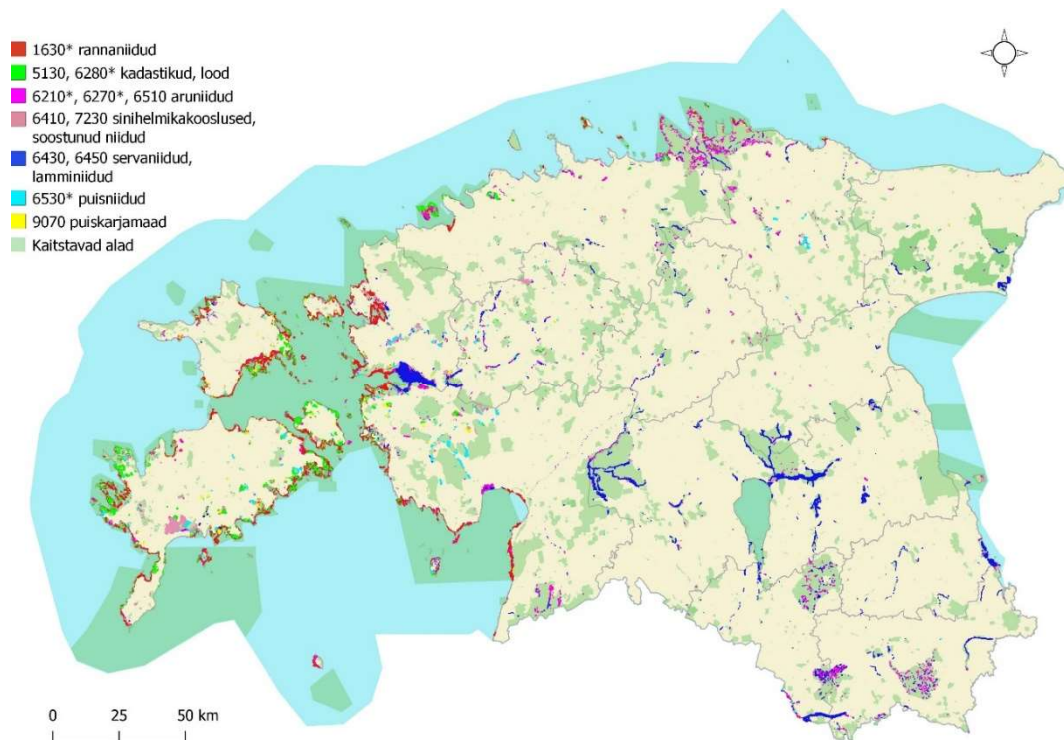 1630* rannaniidud
5130, 6280* kadastikud, lood
6210*, 6270*, 6510 aruniidud
6410, 7230 sinihelmikakooslused,
soostunud niidud
6430, 6450 servaniidud,
lamminiidud
6530* puisniidud
9070 puiskarjamaad
Kaitstavad alad
0 25 50 km